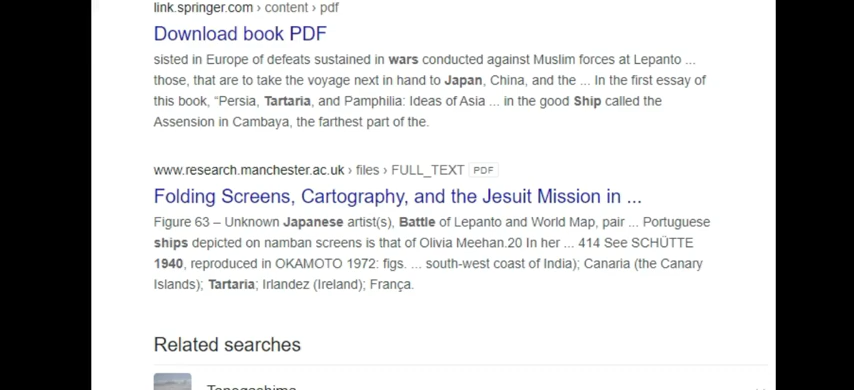 link.springer.com › content › pdf
Download book PDF
sisted in Europe of defeats sustained in wars conducted against Muslim forces at Lepanto ...
those, that are to take the voyage next in hand to Japan, China, and the ... In the first essay of
this book, “Persia, Tartaria, and Pamphilia: Ideas of Asia ... in the good Ship called the
Assension in Cambaya, the farthest part of the.
www.research.manchester.ac.uk › files › FULL_TEXT PDF
Folding Screens, Cartography, and the Jesuit Mission in ...
Figure 63 – Unknown Japanese artist(s), Battle of Lepanto and World Map, pair ... Portuguese
ships depicted on namban screens is that of Olivia Meehan.20 In her ... 414 See SCHÜTTE
1940, reproduced in OKAMOTO 1972: figs. ... south-west coast of India); Canaria (the Canary
Islands); Tartaria; Irlandez (Ireland); França.
Related searches
Tanegashima